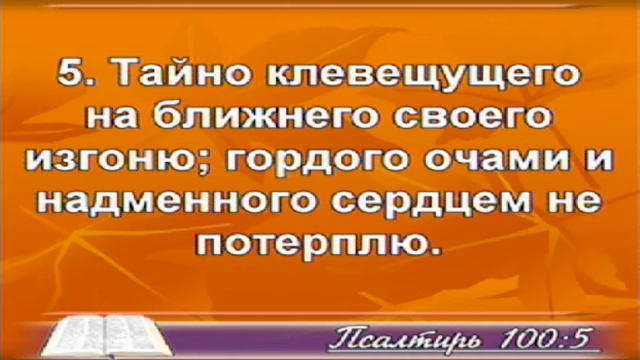 5. Тайно клевещущего
на ближнего своего
изгоню; гордого очами и
надменного сердцем не
потерплю.
Псалтирь 100:5